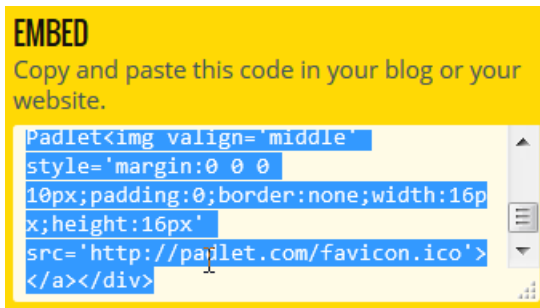 EMBED
Copy and paste this code in your blog or your
website.
Padlet<img valign='middle'
style='margin:0 0 0
10px;padding:0;border:none;width:16p
x;height:16px'
src='http://padlet.com/favicon.ico'>
</a></div>